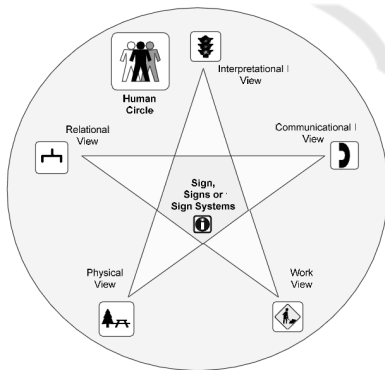 Interpretational
View
Human
Circle
Relational
View
Communicational
View
Sign,
Signs or
Sign Systems
Physical
View
Work
View